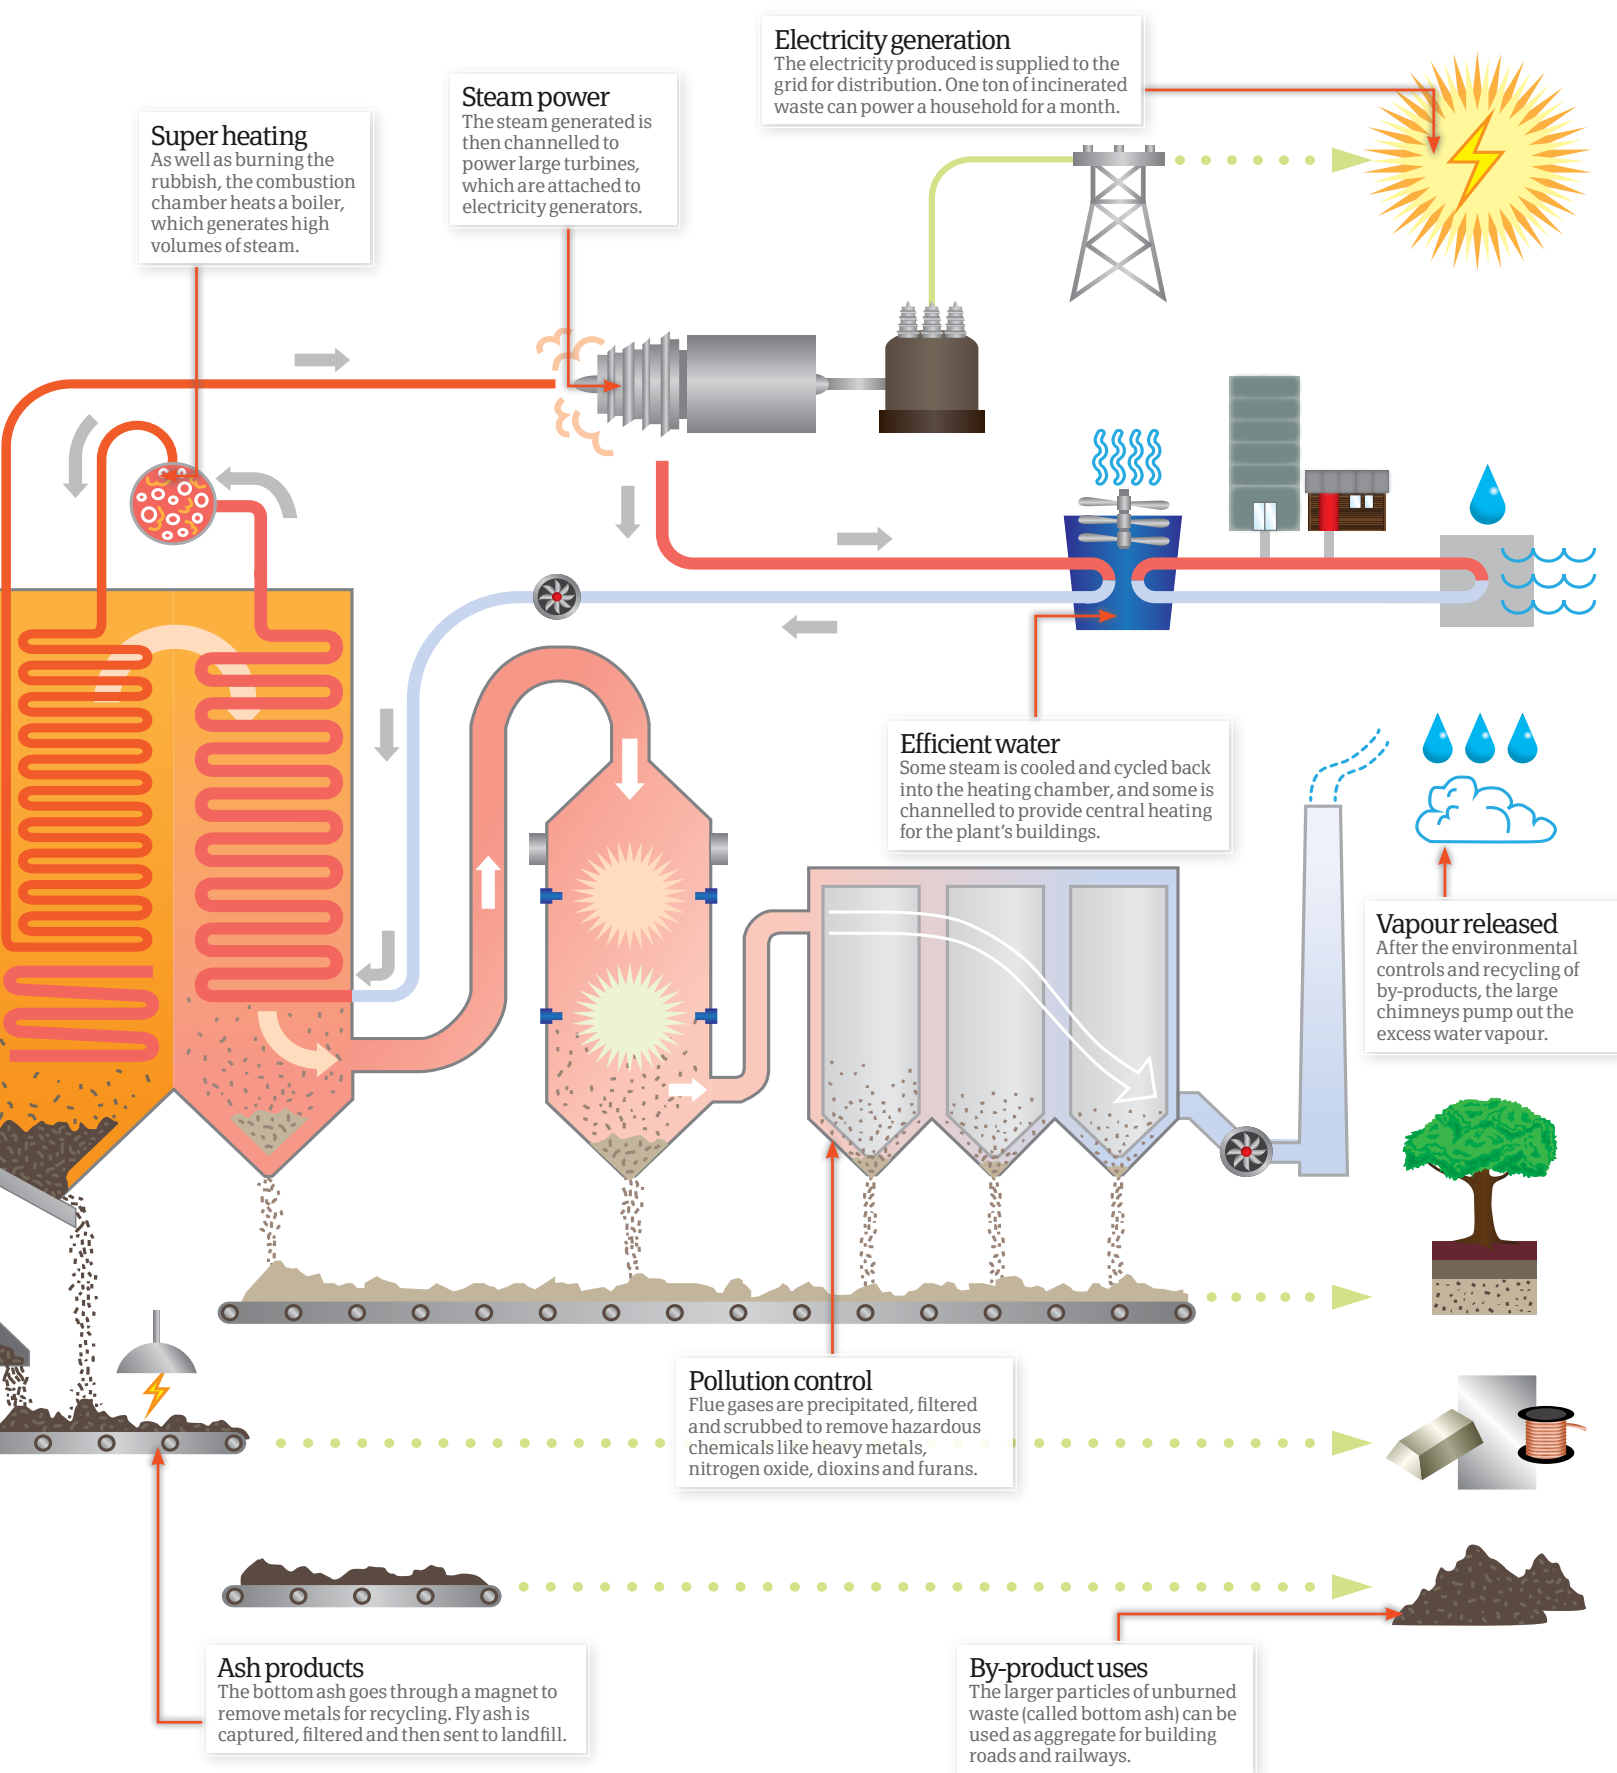 Electricity generation
The electricity produced is supplied to the
grid for distribution. One ton of incinerated
waste can power a household for a month.
Steam power
The steam generated is
then channelled to
power large turbines,
which are attached to
electricity generators.
Super heating
As well as burning the
rubbish, the combustion
chamber heats a boiler,
which generates high
volumes of steam.
Efficient water
Some steam is cooled and cycled back
into the heating chamber, and some is
channelled to provide central heating
for the plant's buildings.
Vapour released
After the environmental
controls and recycling of
by-products, the large
chimneys pump out the
excess water vapour.
Pollution control
Flue gases are precipitated, filtered
and scrubbed to remove hazardous
chemicals like heavy metals,
nitrogen oxide, dioxins and furans.
Ash products
The bottom ash goes through a magnet to
remove metals for recycling. Fly ash is
captured, filtered and then sent to landfill.
By-product uses
The larger particles of unburned
waste (called bottom ash) can be
used as aggregate for building
roads and railways.